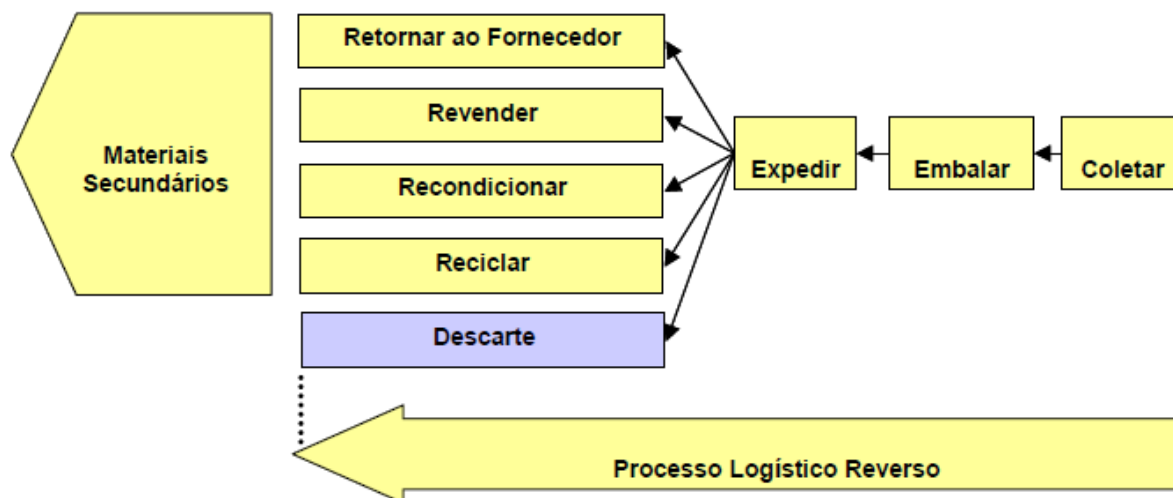 Retornar ao Fornecedor
Revender
Materiais
Secundários
Recondicionar
Expedir
Embalar
Coletar
Reciclar
Descarte
Processo Logístico Reverso